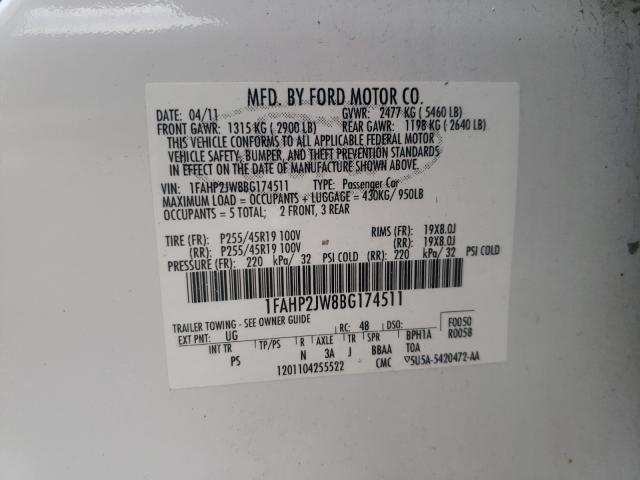 MFD. BY FORD MOTOR CO.
DATE: 04/11 GVWR: 2477 KG ( 5460 LB)
FRONT GAWR: 1315 KG ( 2900 LB) REAR GAWR: 1198 KG ( 2640 LB)
THIS VEHICLE CONFORMS TO ALL APPLICABLE FEDERAL MOTOR
VEHICLE SAFETY, BUMPER, AND THEFT PREVENTION STANDARDS
IN EFFECT ON THE DATE OF MANUFACTURE SHOWN ABOVE.
VIN: 1FAHP2JW8BG174511 TYPE: Passenger Car
MAXIMUM LOAD = OCCUPANTS + LUGGAGE = 430KG/ 950LB
OCCUPANTS = 5 TOTAL; 2 FRONT, 3 REAR
TIRE (FR): P255/45R19 100V RIMS (FR): 19X8.0J
(RR): P255/45R19 100V (RR): 19X8.0J
PRESSURE (FR): 220 kPa/ 32 PSI COLD (RR): 220 kPa/ 32 PSI COLD
1FAHP2JW8BG174511
TRAILER TOWING - SEE OWNER GUIDE
EXT PNT: UG RC: 48 DSO: F0050
INT TR TP/PS R AXLE TR SPR BPH1A R0058
PS N 3A J BBAA TOA
1201104255522 CMC ▽5U5A-5420472-AA